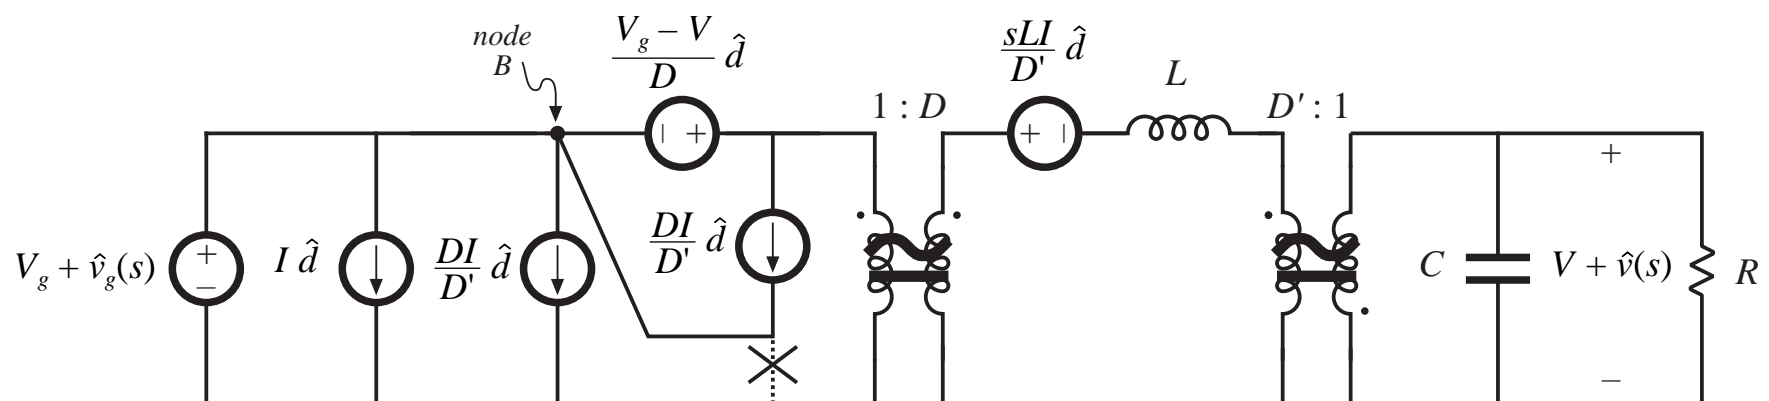 node
B
V_g – V
D
d̂
sLI
D'
d̂
L
1 : D
D′ : 1
+
–
+
–
V_g + v̂_g(s)
+
–
I d̂
DI
D'
d̂
DI
D'
d̂
C
V + v̂(s)
R
+
–